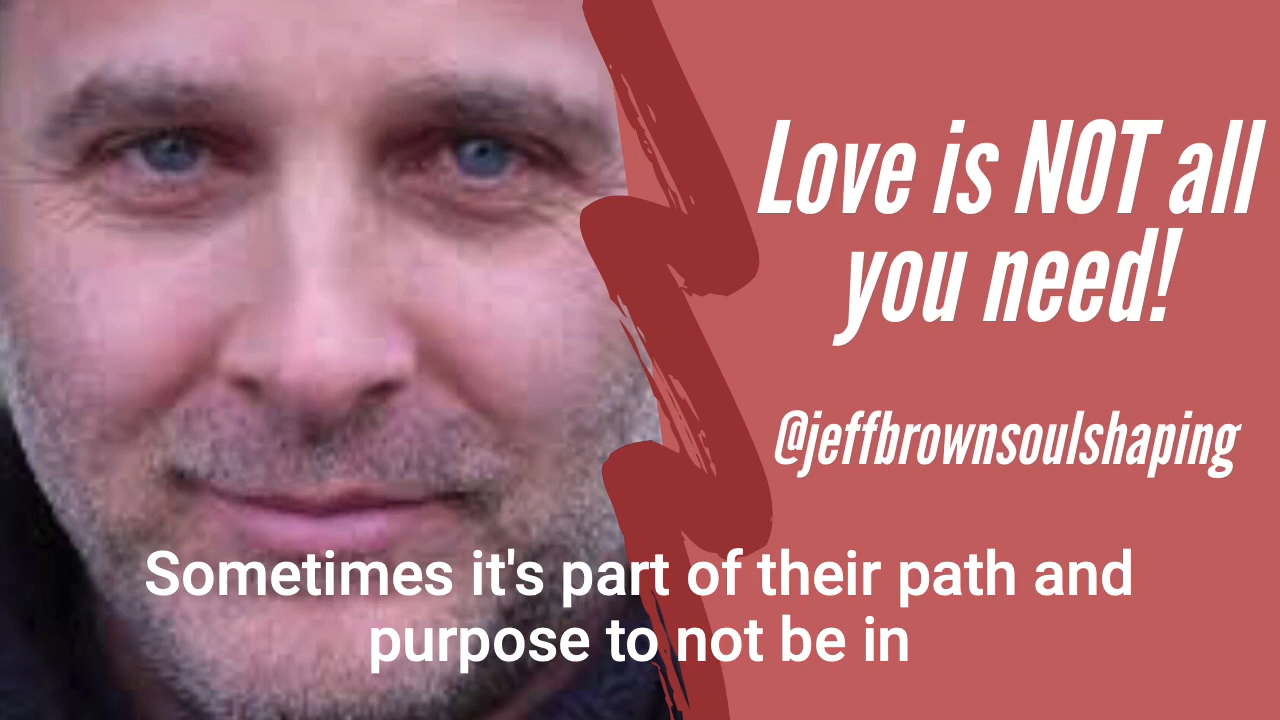 Love is NOT all
you need!
@jeffbrownsoulshaping
Sometimes it's part of their path and
purpose to not be in